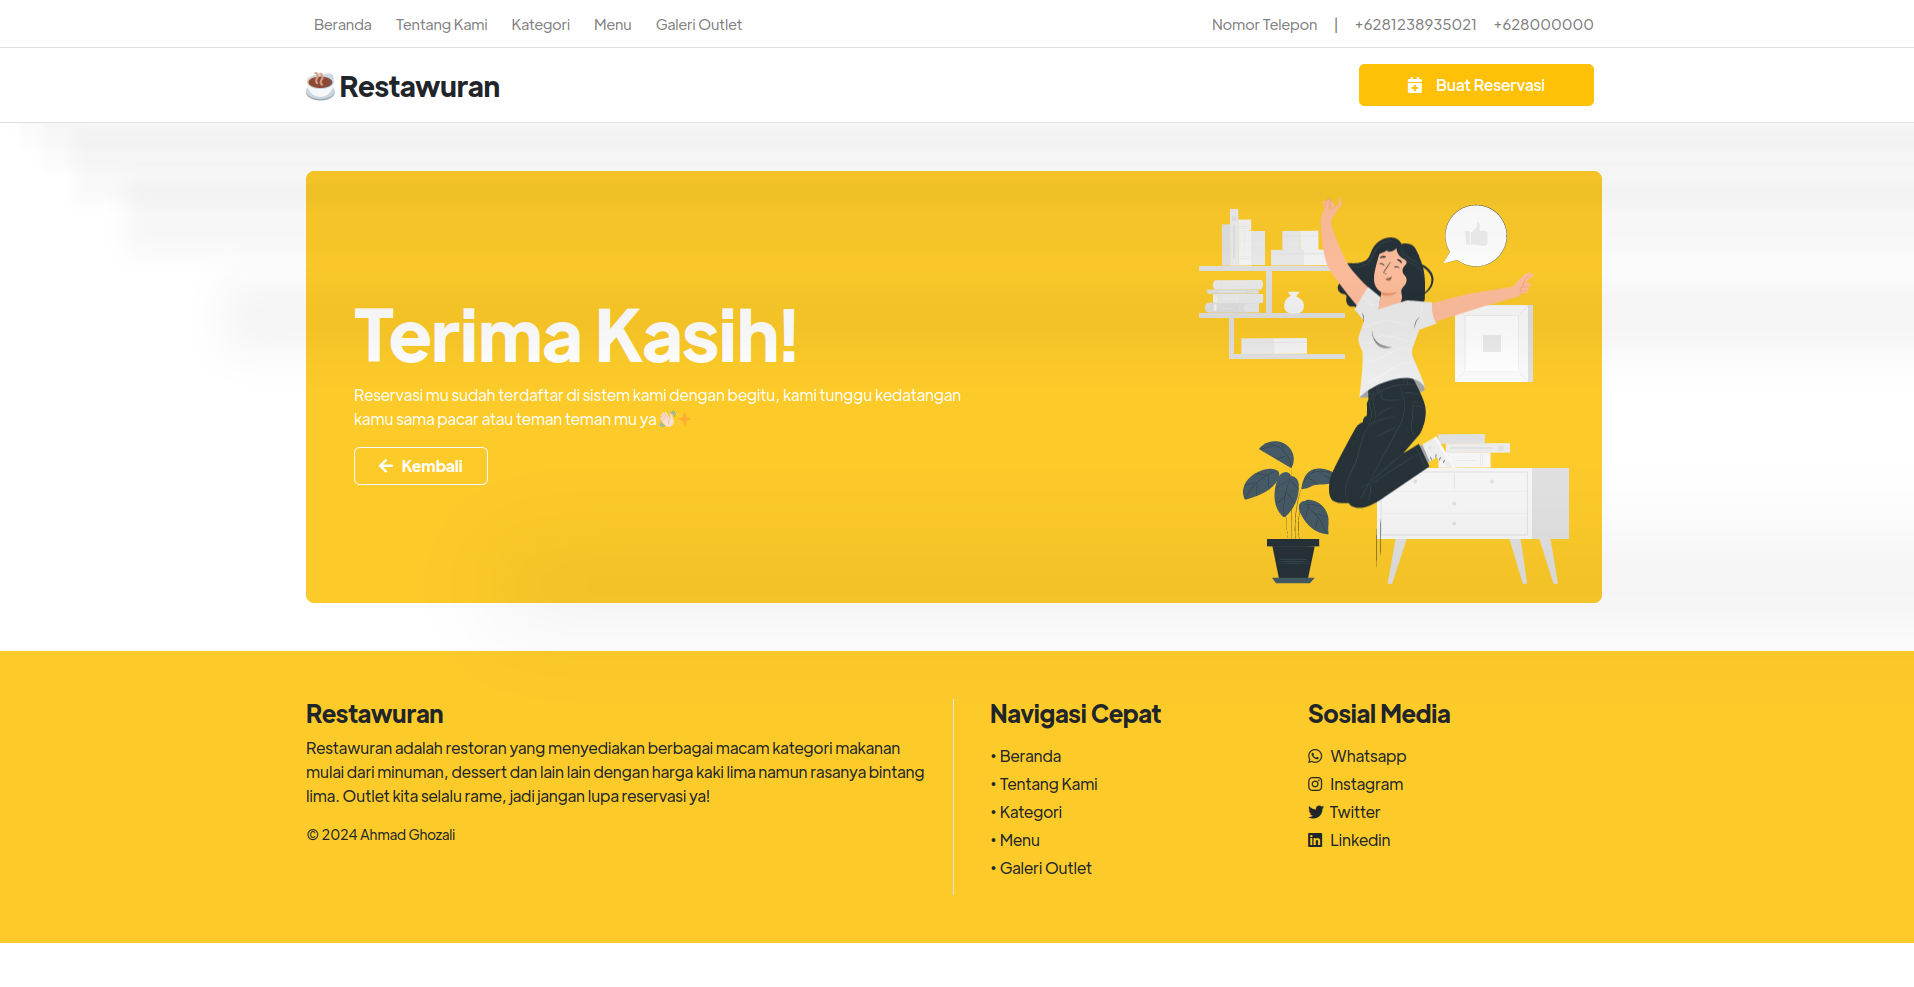 Beranda Tentang Kami Kategori Menu Galeri Outlet Nomor Telepon | +6281238935021 +628000000
Restawuran
Buat Reservasi
Terima Kasih!
Reservasi mu sudah terdaftar di sistem kami dengan begitu, kami tunggu kedatangan
kamu sama pacar atau teman teman mu ya👋🏻✨
Kembali
Restawuran
Restawuran adalah restoran yang menyediakan berbagai macam kategori makanan
mulai dari minuman, dessert dan lain lain dengan harga kaki lima namun rasanya bintang
lima. Outlet kita selalu rame, jadi jangan lupa reservasi ya!
© 2024 Ahmad Ghozali
Navigasi Cepat
• Beranda
• Tentang Kami
• Kategori
• Menu
• Galeri Outlet
Sosial Media
Whatsapp
Instagram
Twitter
Linkedin